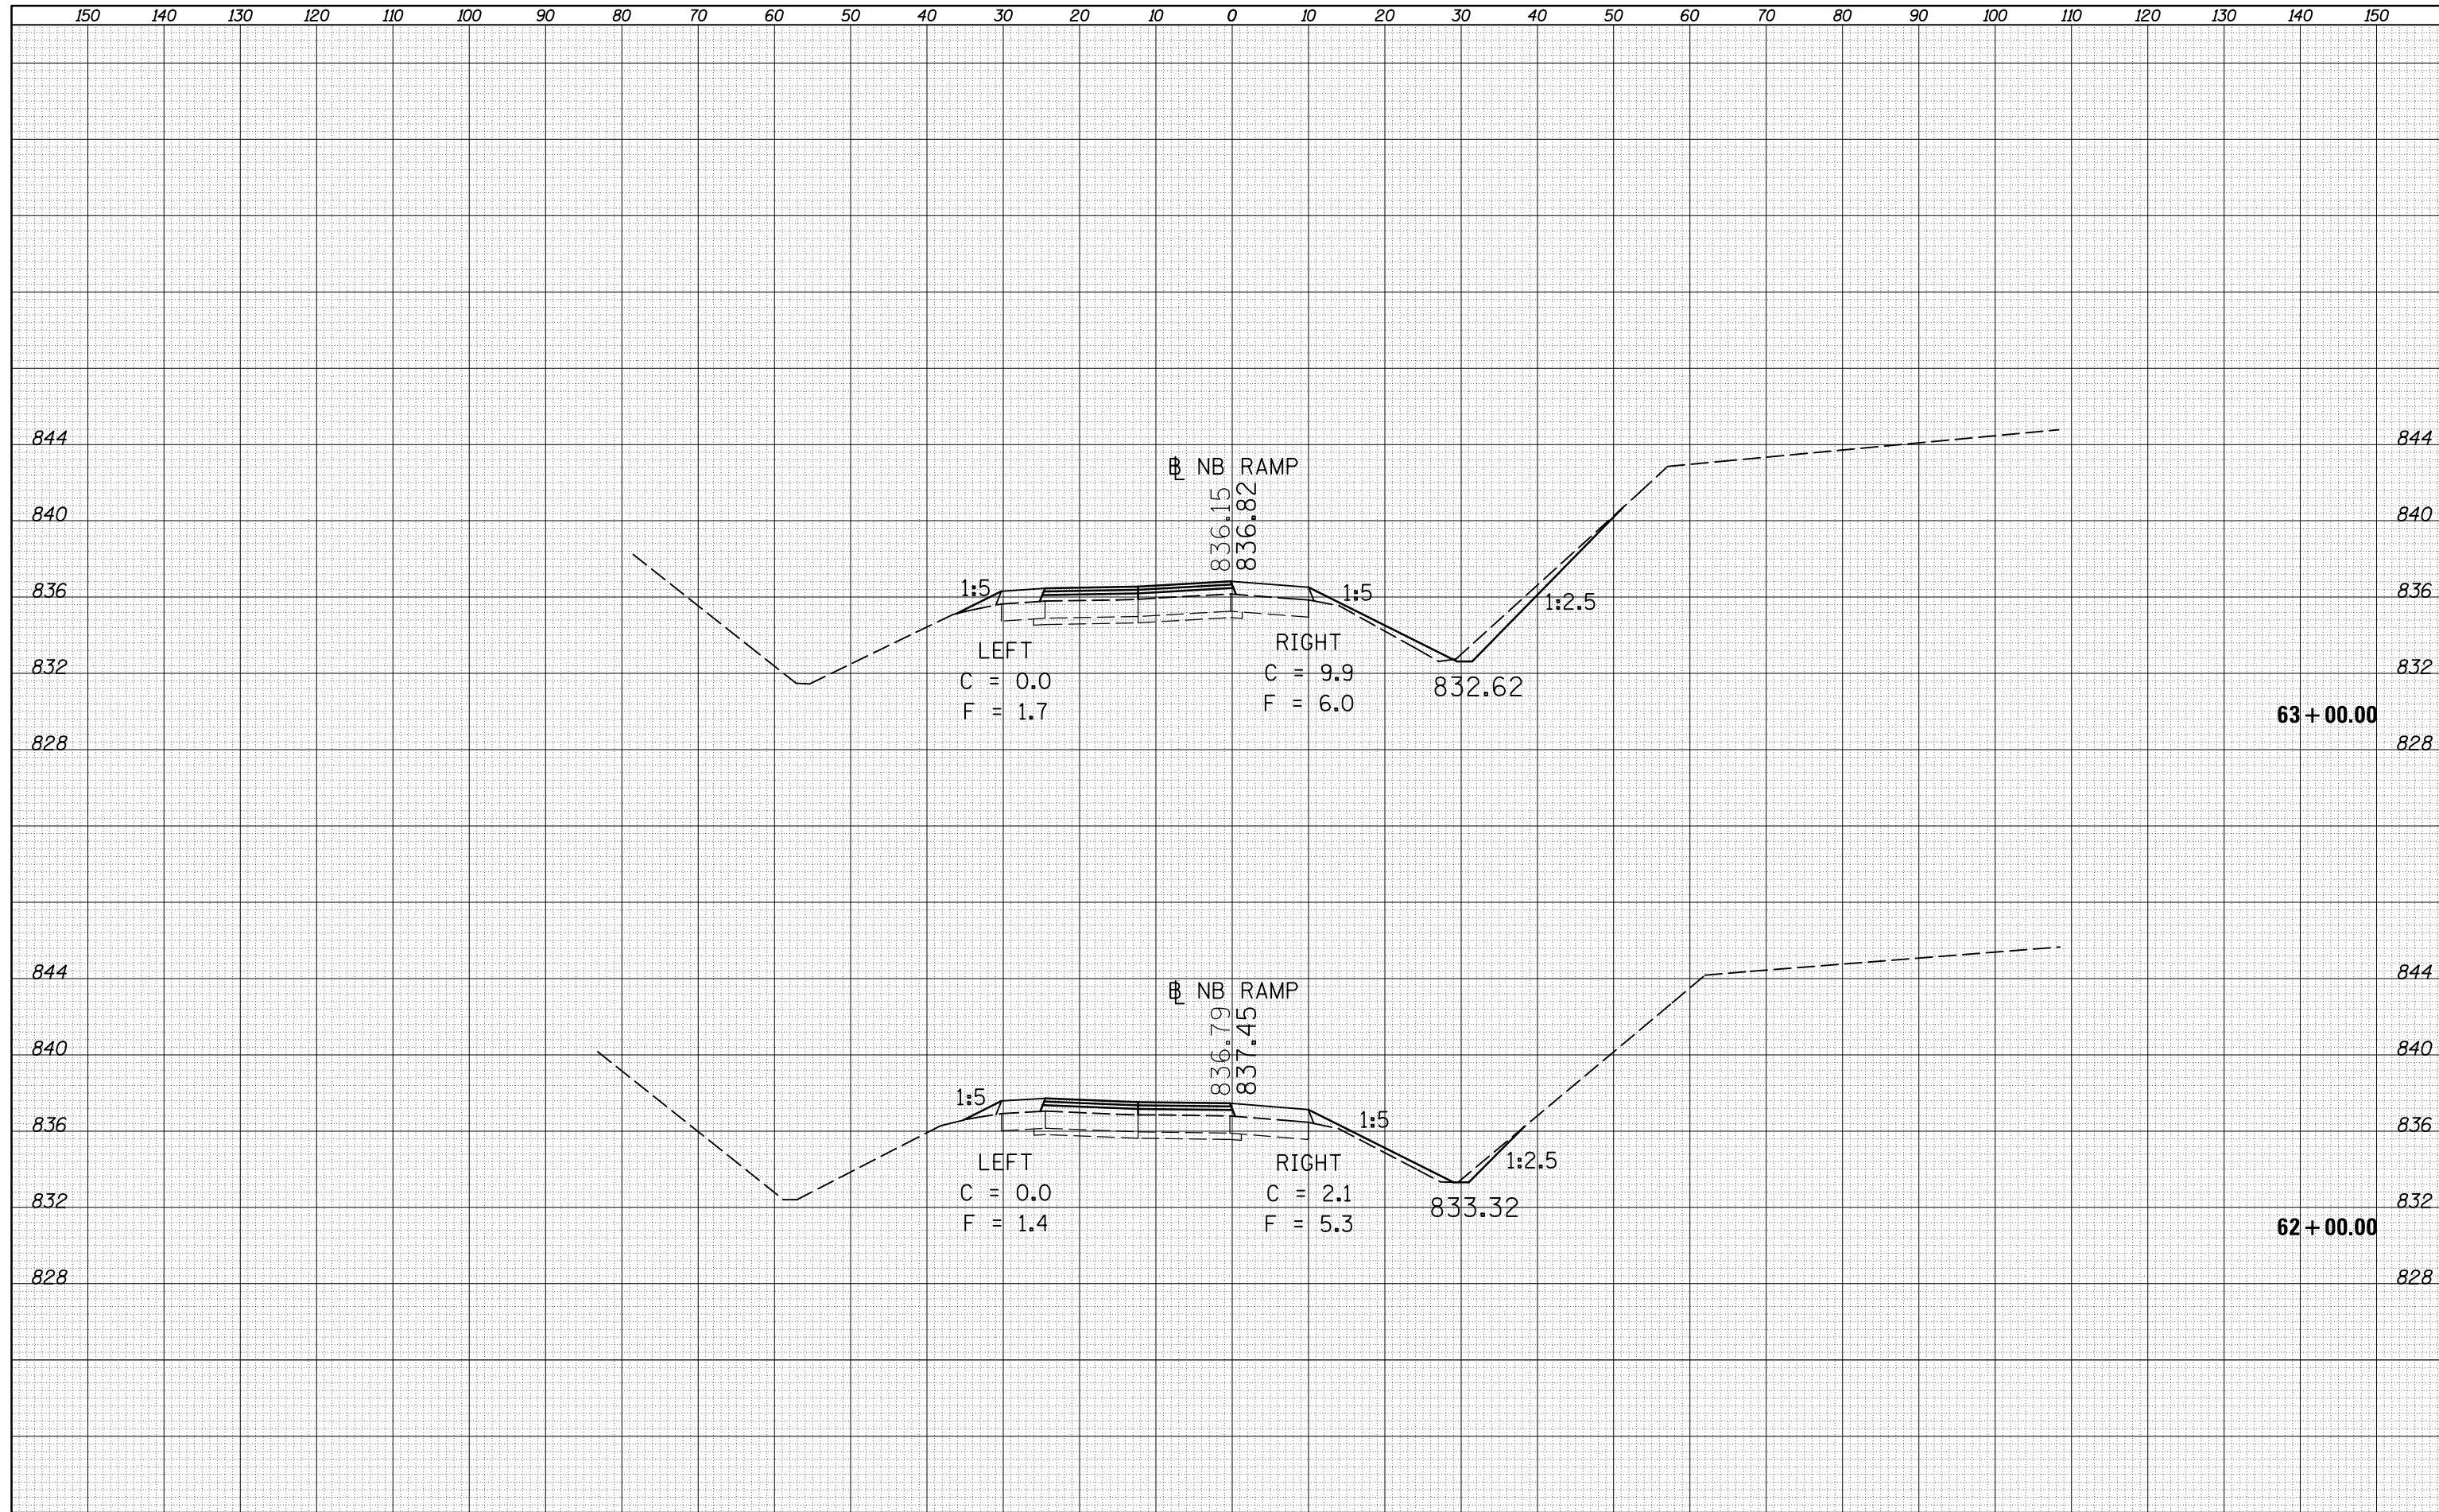 150 140 130 120 110 100 90 80 70 60 50 40 30 20 10 0 10 20 30 40 50 60 70 80 90 100 110 120 130 140 150
844 844
℄ NB RAMP
836.15
836.82
840 840
836 1:5 1:5 836
1:2.5
LEFT RIGHT
832 C = 0.0 C = 9.9 832.62 832
F = 1.7 F = 6.0
63+00.00
828 828
844 844
℄ NB RAMP
836.79
837.45
840 840
1:5
836 1:5 836
LEFT RIGHT 1:2.5
832 C = 0.0 C = 2.1 833.32 832
F = 1.4 F = 5.3
62+00.00
828 828